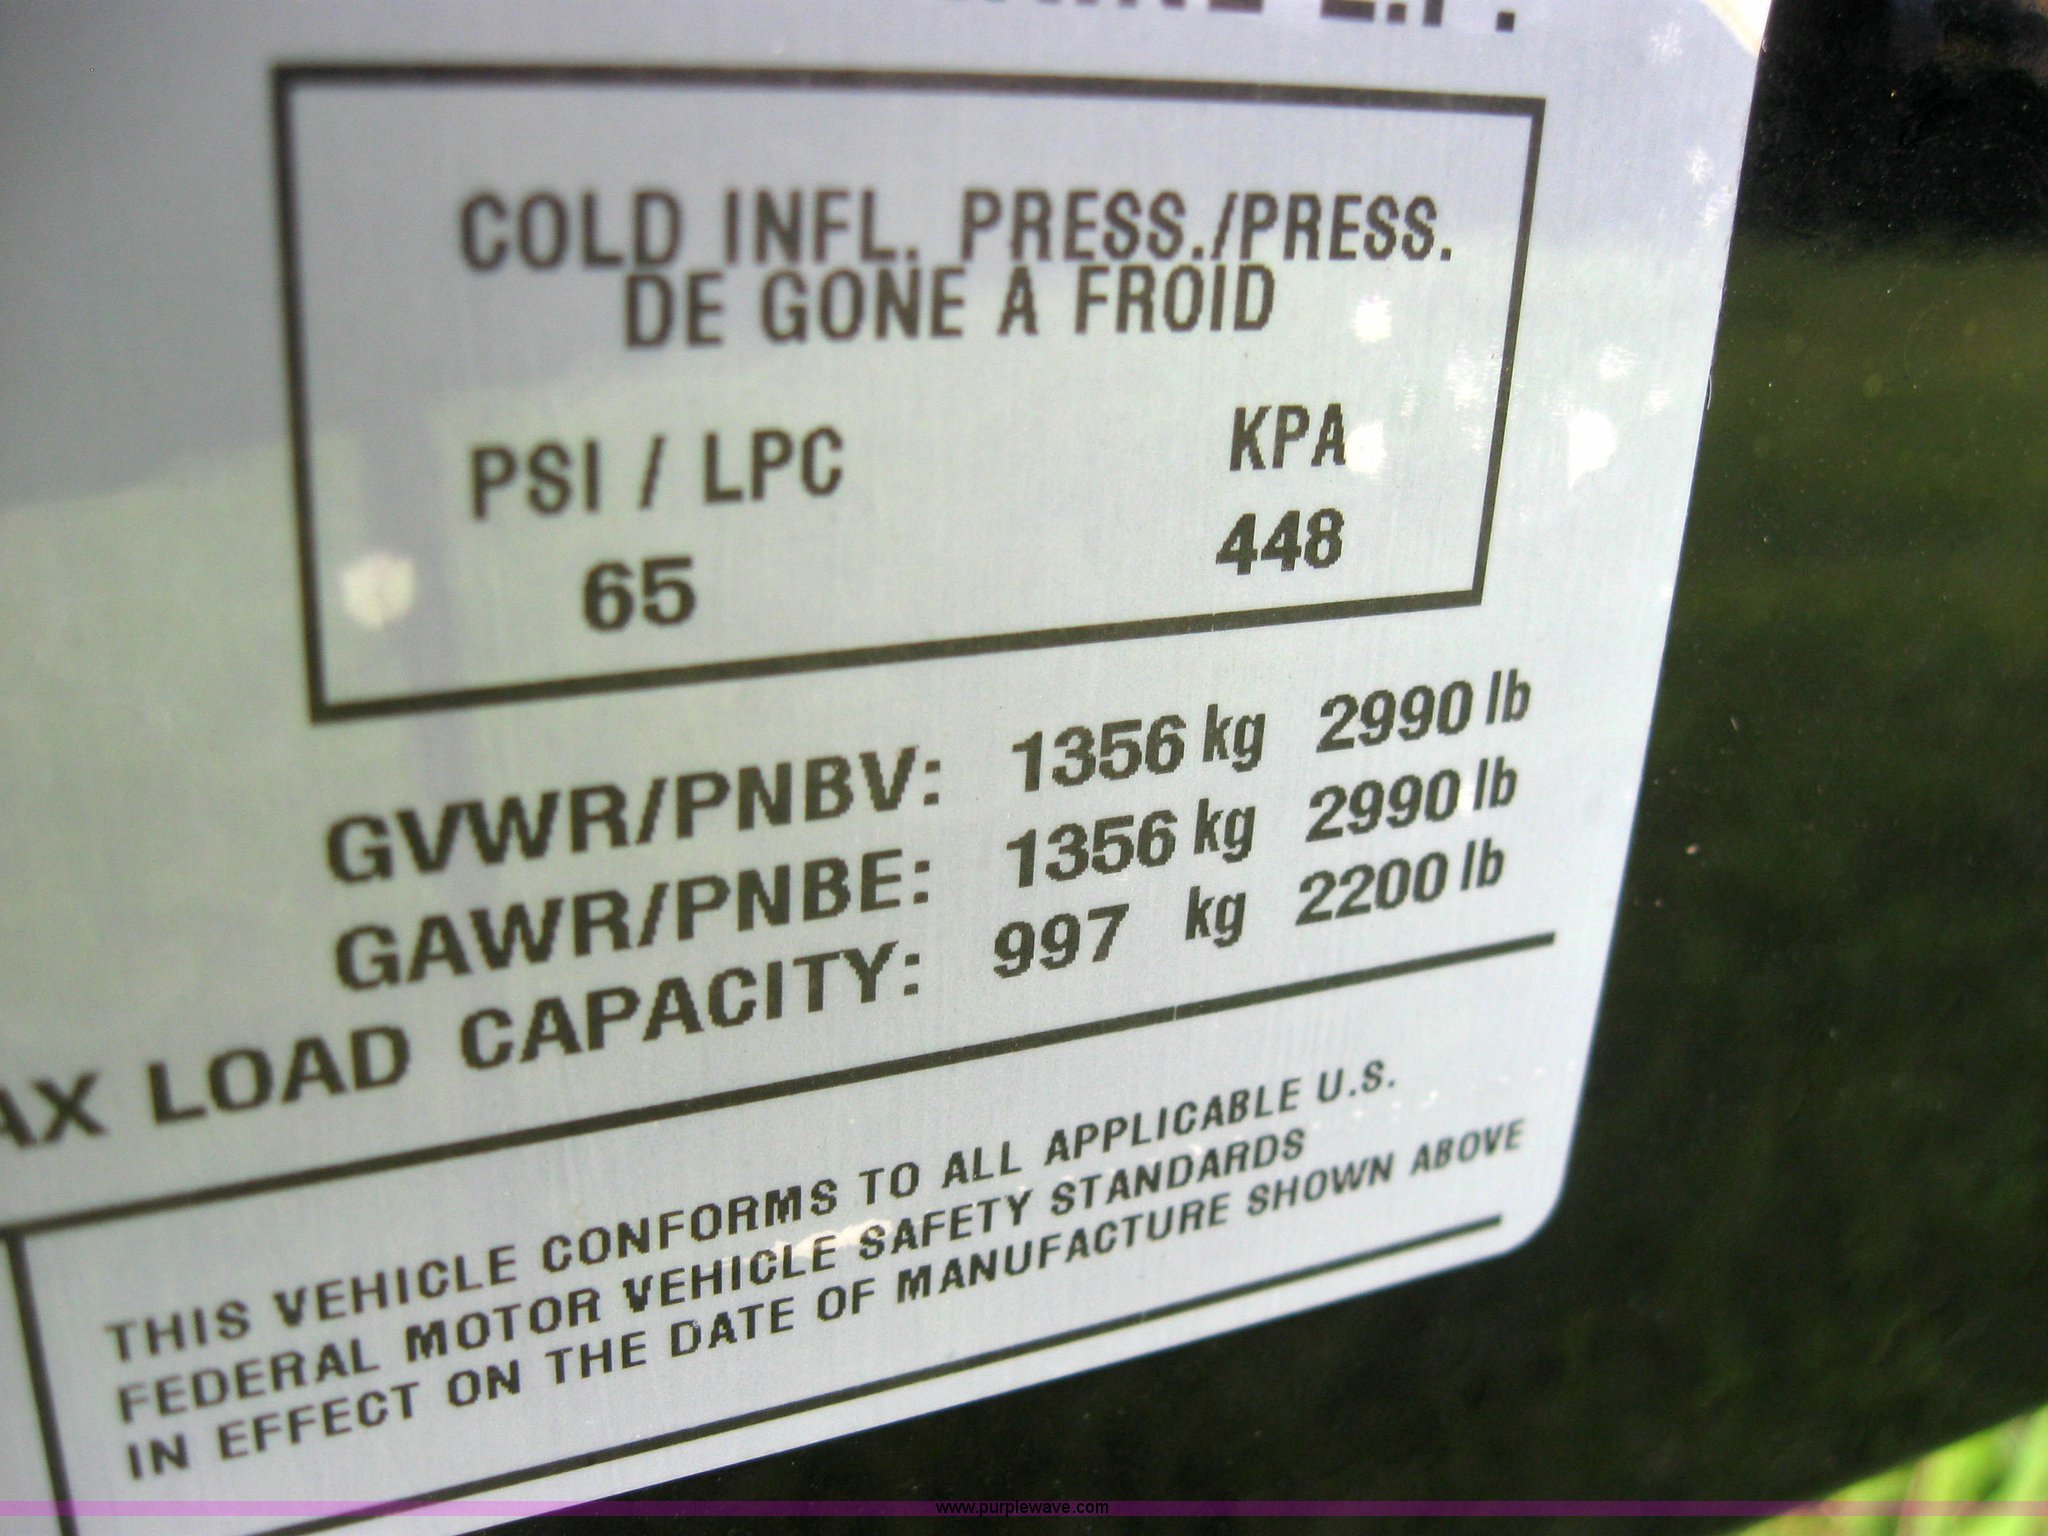 COLD INFL. PRESS./PRESS.
DE GONE A FROID
PSI / LPC KPA
65 448
GVWR/PNBV: 1356 kg 2990 lb
GAWR/PNBE: 1356 kg 2990 lb
LOAD CAPACITY: 997 kg 2200 lb
THIS VEHICLE CONFORMS TO ALL APPLICABLE U.S.
FEDERAL MOTOR VEHICLE SAFETY STANDARDS
IN EFFECT ON THE DATE OF MANUFACTURE SHOWN ABOVE
www.purplewave.com